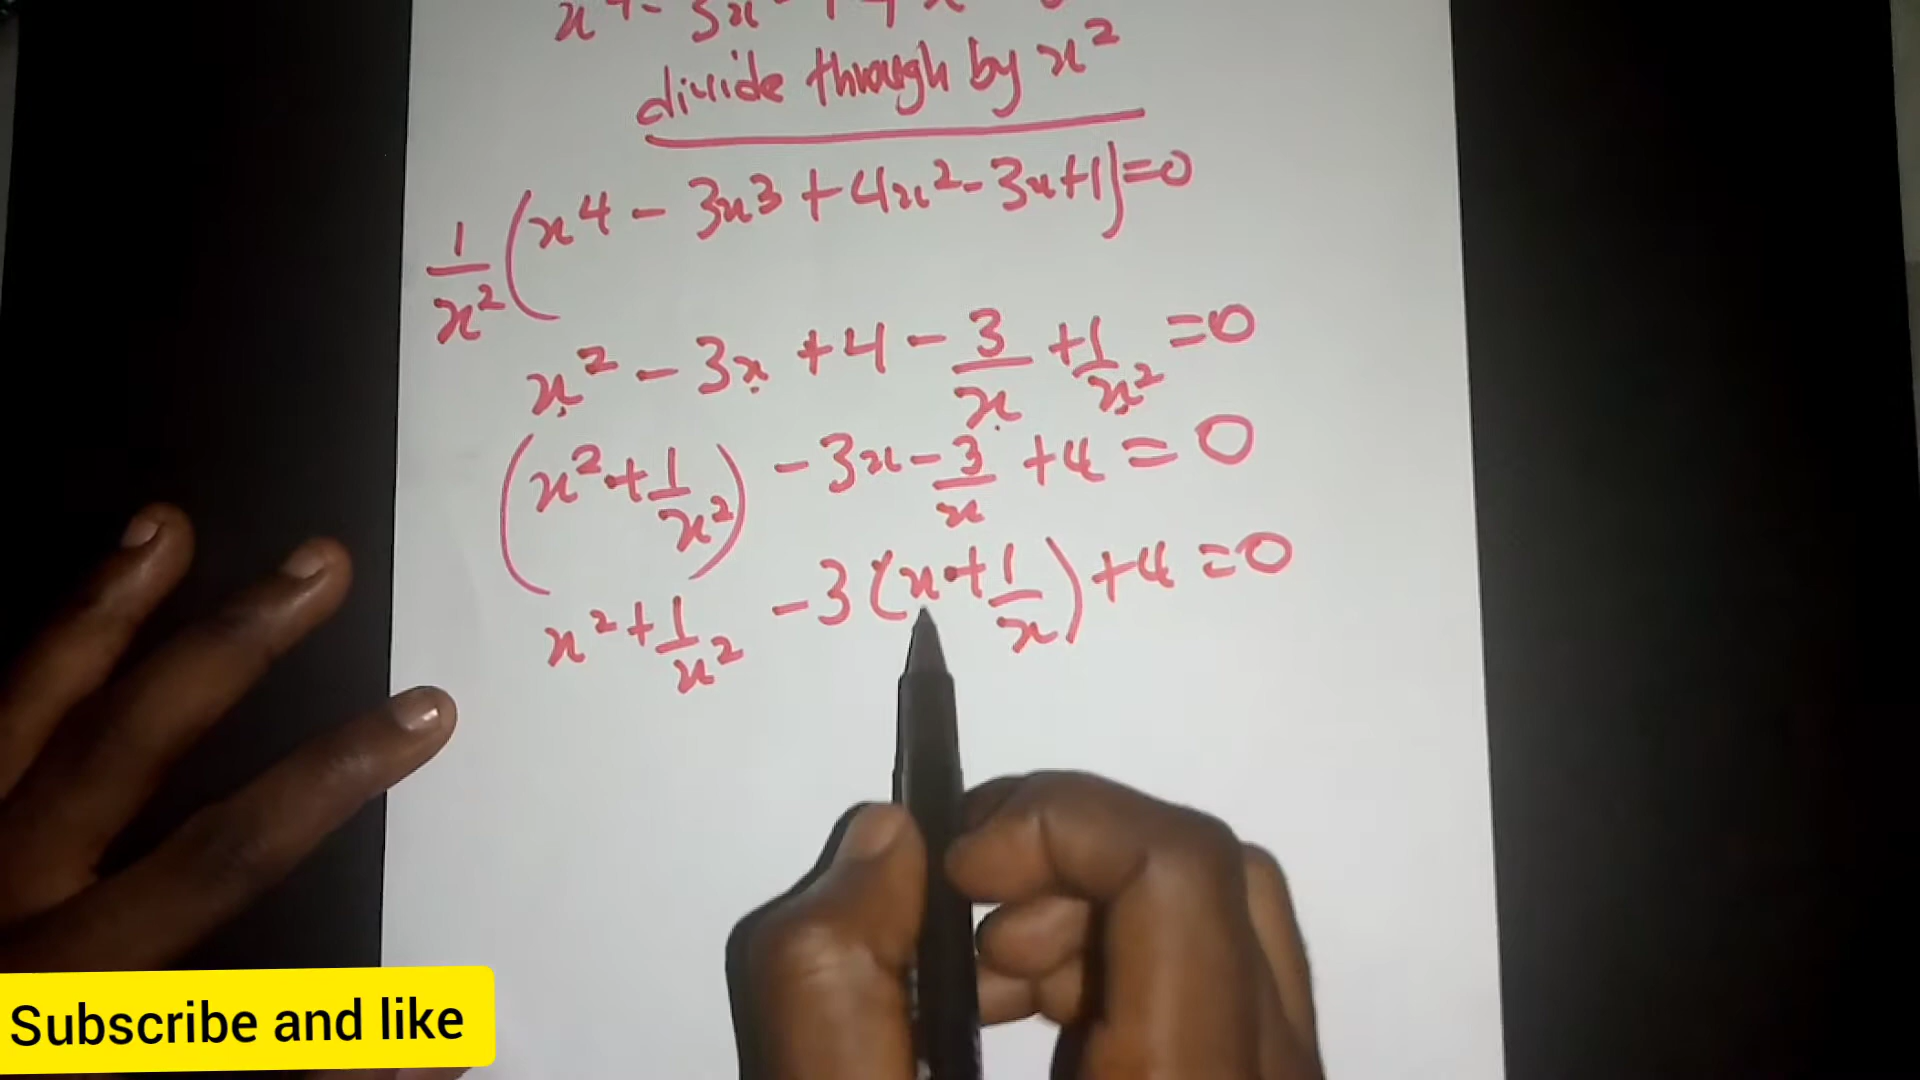 divide through by x²
1/x² (x4 - 3x3 + 4x² - 3x + 1) = 0
x² - 3x + 4 - 3/x + 1/x² = 0
(x² + 1/x²) - 3x - 3/x + 4 = 0
x² + 1/x² - 3(x + 1/x) + 4 = 0
Subscribe and like